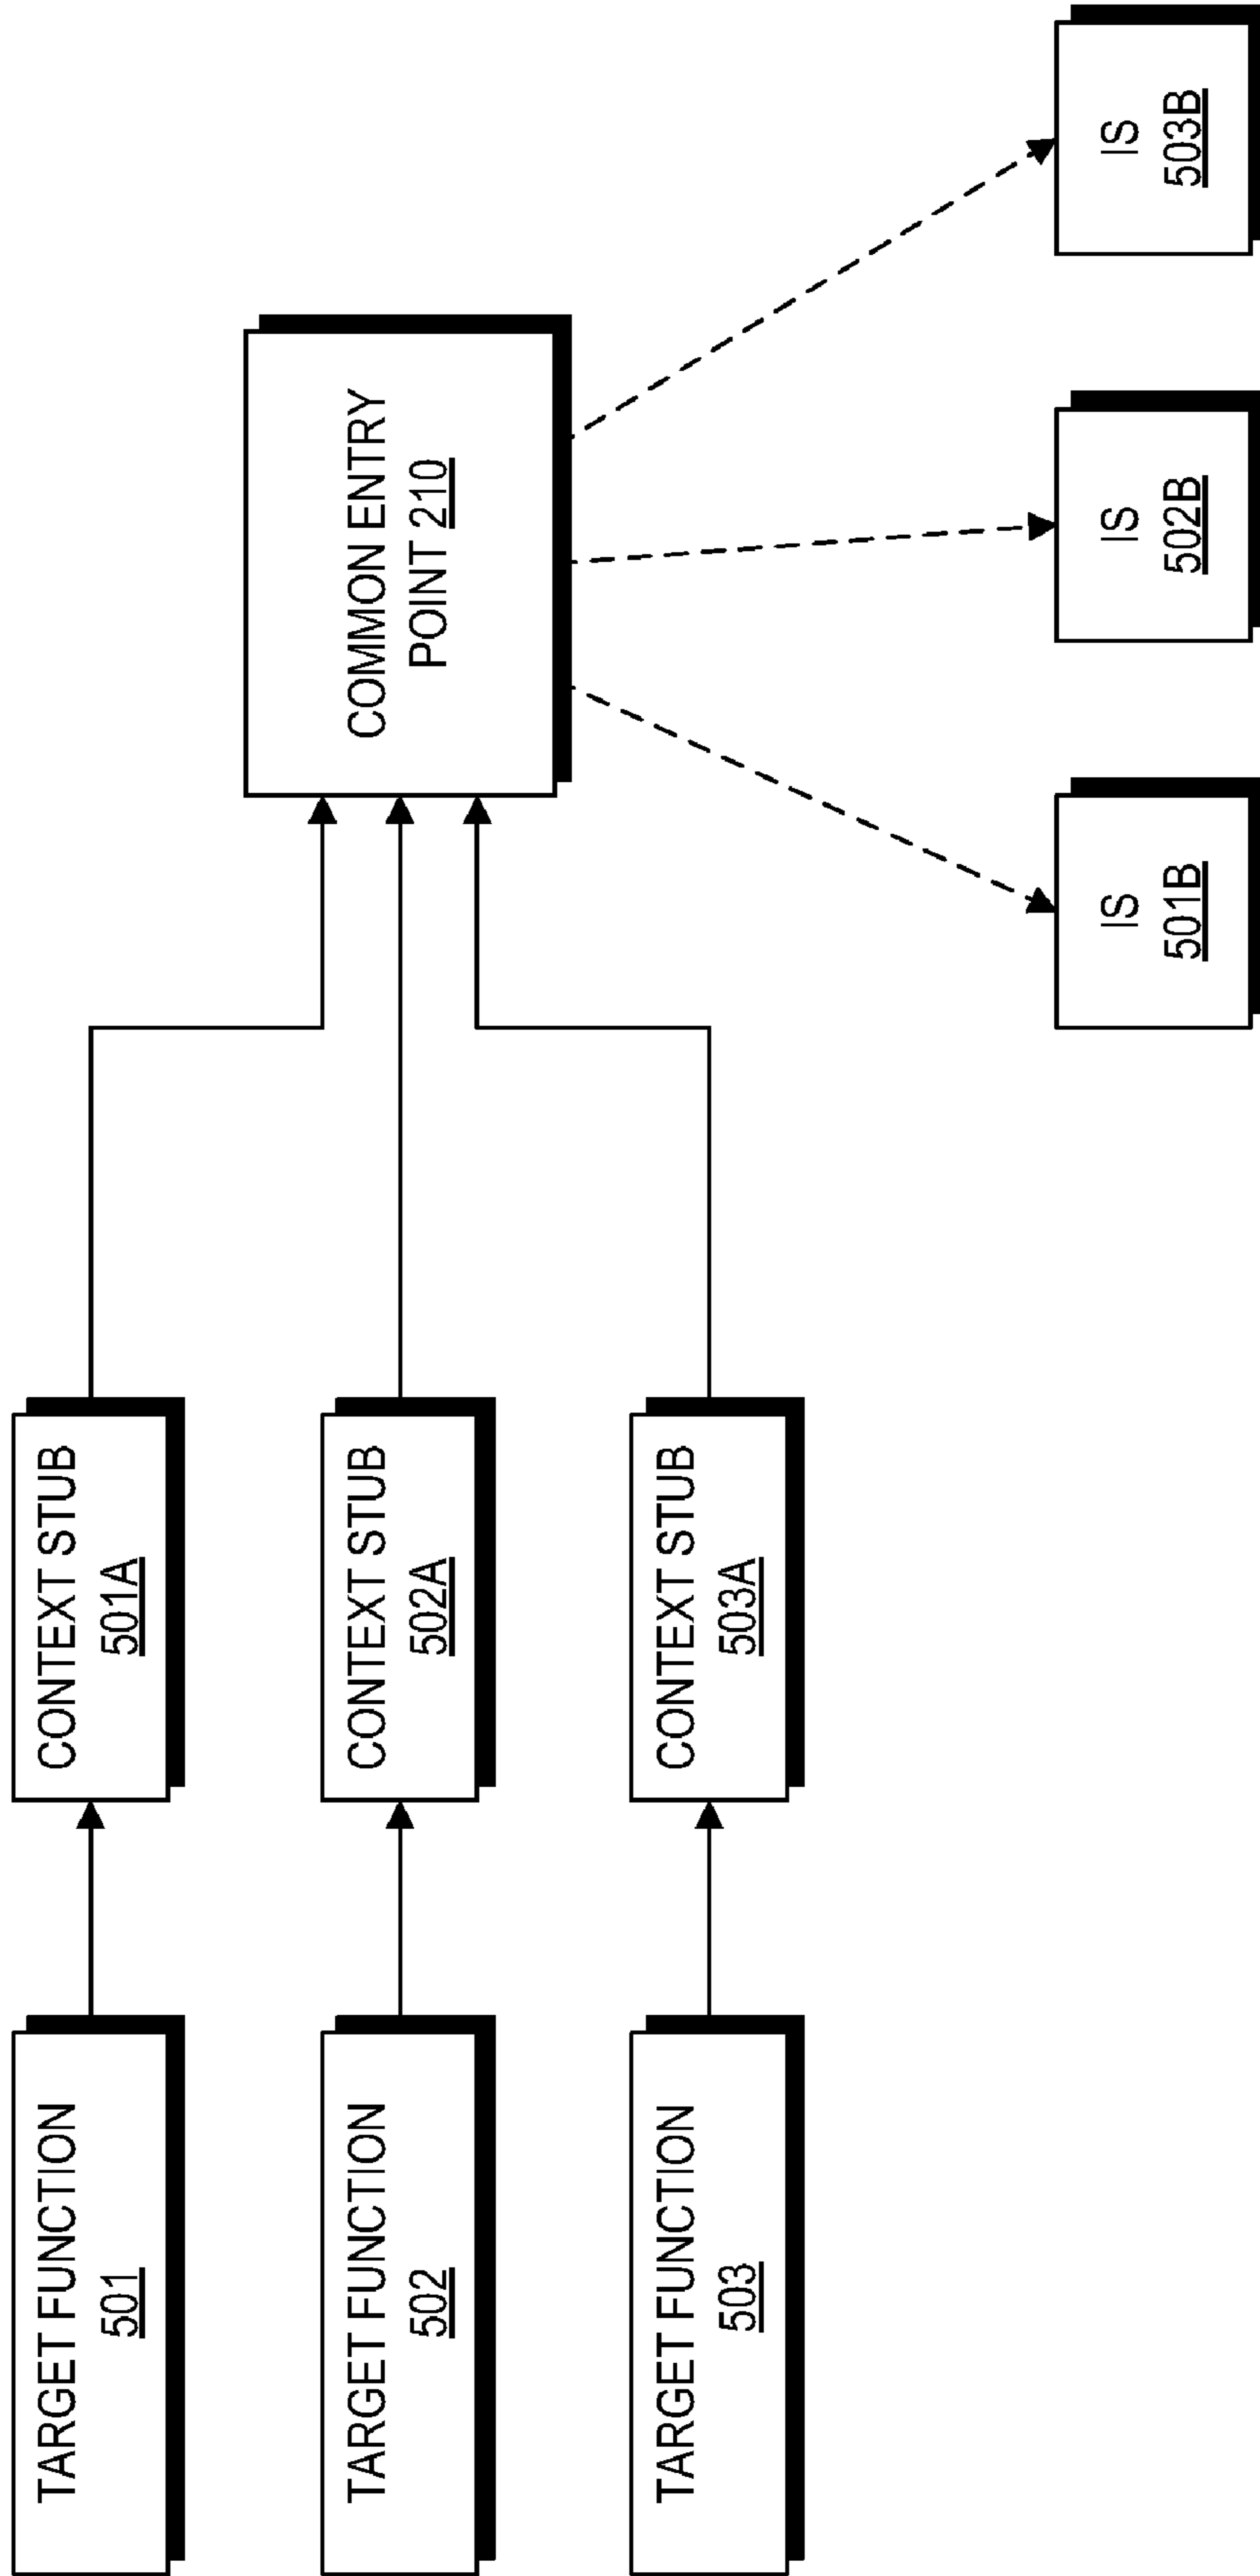 TARGET FUNCTION
501
CONTEXT STUB
501A
TARGET FUNCTION
502
CONTEXT STUB
502A
TARGET FUNCTION
503
CONTEXT STUB
503A
COMMON ENTRY
POINT 210
IS
501B
IS
502B
IS
503B